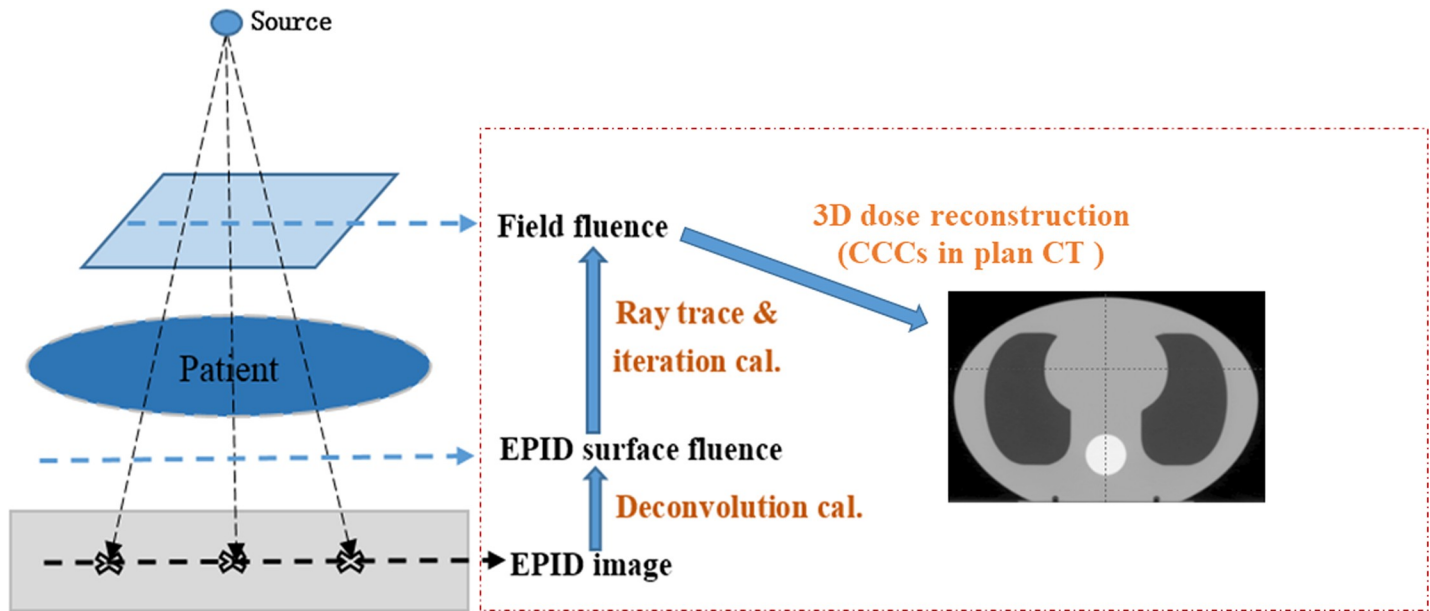 Source
Field fluence
3D dose reconstruction
(CCCs in plan CT )
Ray trace &
iteration cal.
Patient
EPID surface fluence
Deconvolution cal.
EPID image